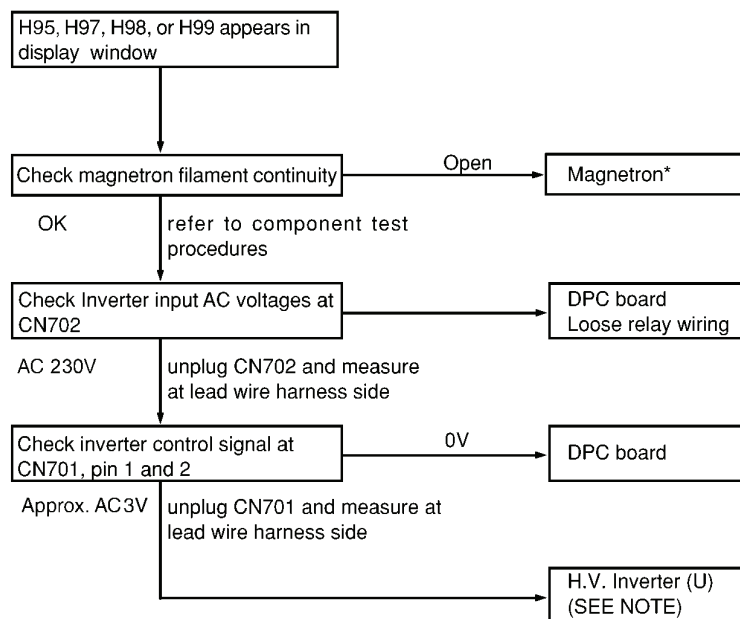 H95, H97, H98, or H99 appears in
display window
Check magnetron filament continuity
Open
Magnetron*
OK
refer to component test
procedures
Check Inverter input AC voltages at
CN702
DPC board
Loose relay wiring
AC 230V
unplug CN702 and measure
at lead wire harness side
Check inverter control signal at
CN701, pin 1 and 2
0V
DPC board
Approx. AC3V
unplug CN701 and measure at
lead wire harness side
H.V. Inverter (U)
(SEE NOTE)